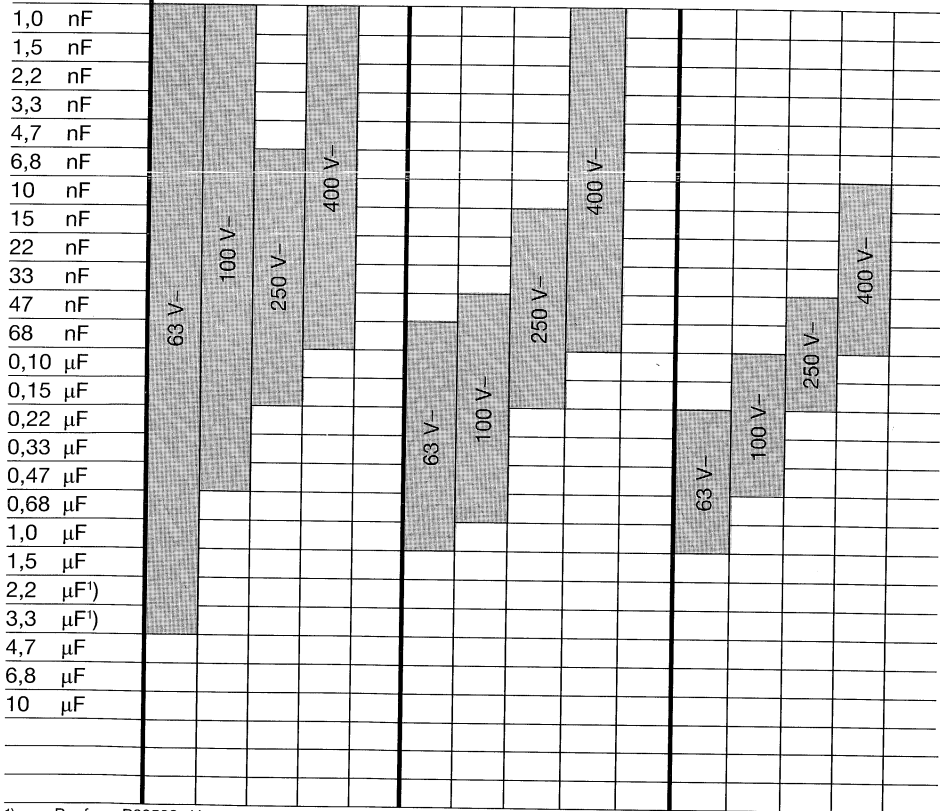 1,0 nF
1,5 nF
2,2 nF
3,3 nF
4,7 nF
6,8 nF
10 nF
15 nF
22 nF
33 nF
47 nF
68 nF
0,10 µF
0,15 µF
0,22 µF
0,33 µF
0,47 µF
0,68 µF
1,0 µF
1,5 µF
2,2 µF¹)
3,3 µF¹)
4,7 µF
6,8 µF
10 µF
63 V–
100 V–
250 V–
400 V–
63 V–
100 V–
250 V–
400 V–
63 V–
100 V–
250 V–
400 V–